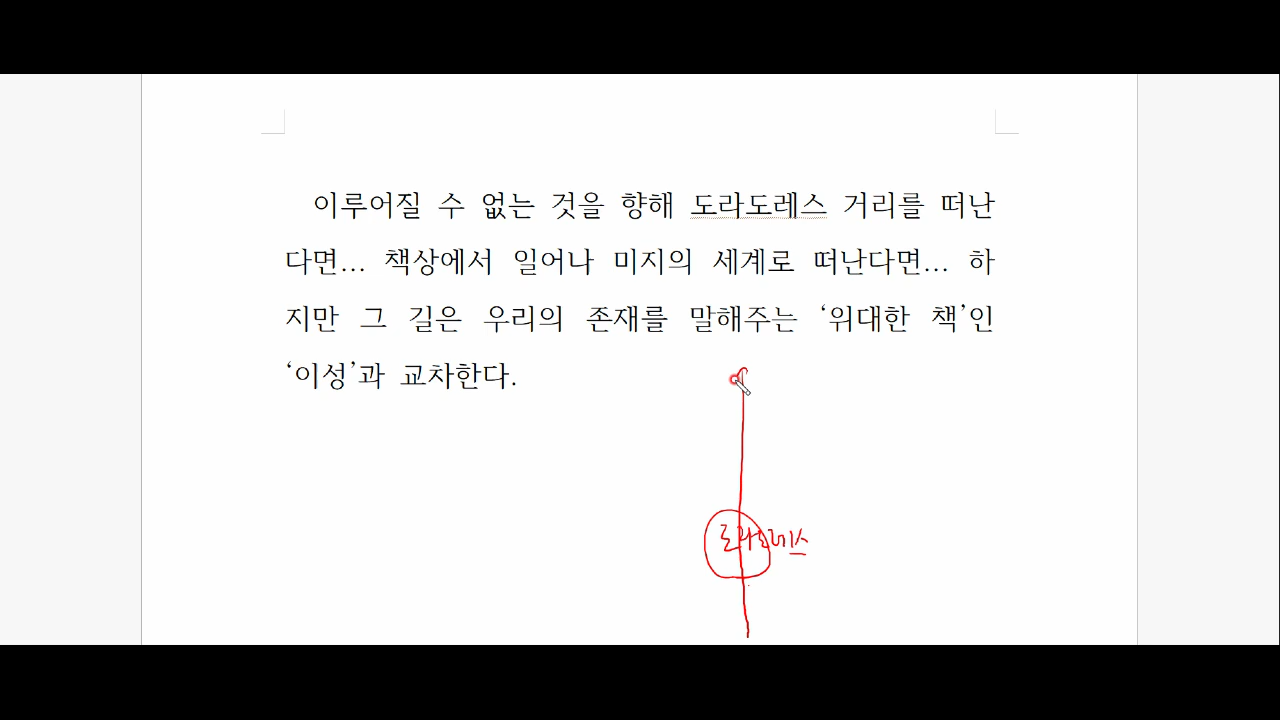 이루어질 수 없는 것을 향해 도라도레스 거리를 떠난
다면... 책상에서 일어나 미지의 세계로 떠난다면... 하
지만 그 길은 우리의 존재를 말해주는 ‘위대한 책’인
‘이성’과 교차한다.
도라도레스